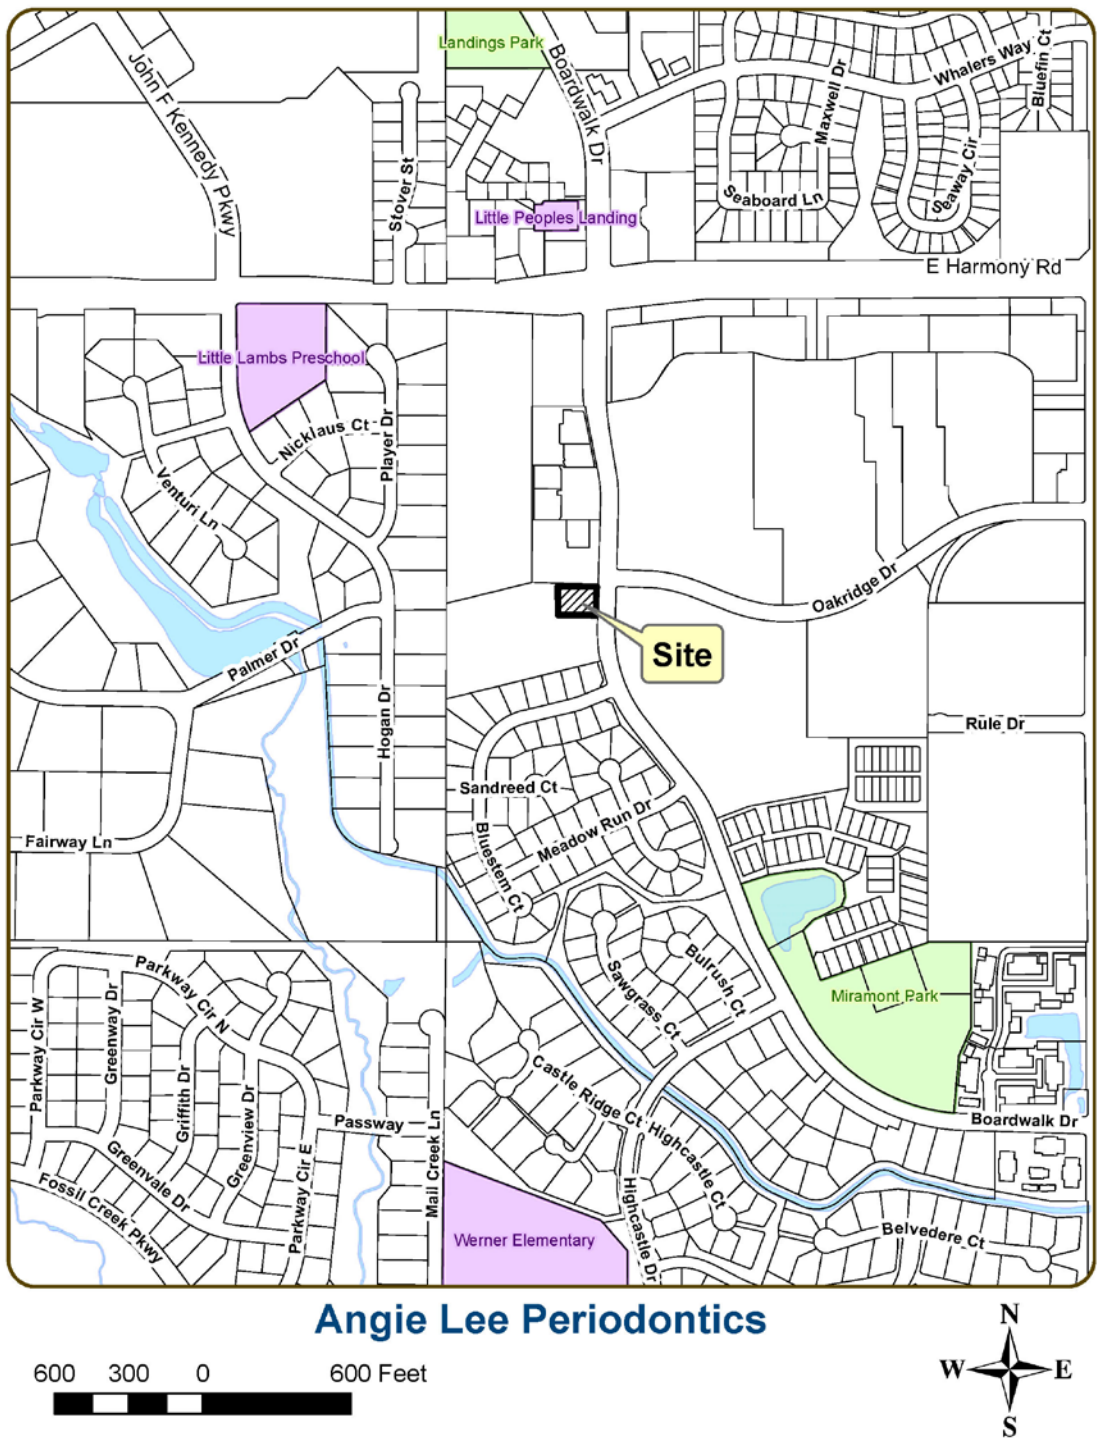 Landings Park
Boardwalk Dr
John F Kennedy Pkwy
Stover St
Whalers Way
Bluefin Ct
Maxwell Dr
Seaway Cir
Seaboard Ln
Little Peoples Landing
E Harmony Rd
Little Lambs Preschool
Nicklaus Ct
Player Dr
Venturi Ln
Oakridge Dr
Site
Palmer Dr
Hogan Dr
Rule Dr
Sandreed Ct
Meadow Run Dr
Bluestem Ct
Fairway Ln
Bulrush Ct
Sawgrass Ct
Miramont Park
Parkway Cir N
Parkway Cir W
Greenway Dr
Griffith Dr
Greenview Dr
Passway
Castle Ridge Ct
Highcastle Ct
Boardwalk Dr
Greenvale Dr
Parkway Cir E
Mail Creek Ln
Fossil Creek Pkwy
Highcastle Dr
Werner Elementary
Belvedere Ct
Angie Lee Periodontics
600 300 0 600 Feet
N
W E
S